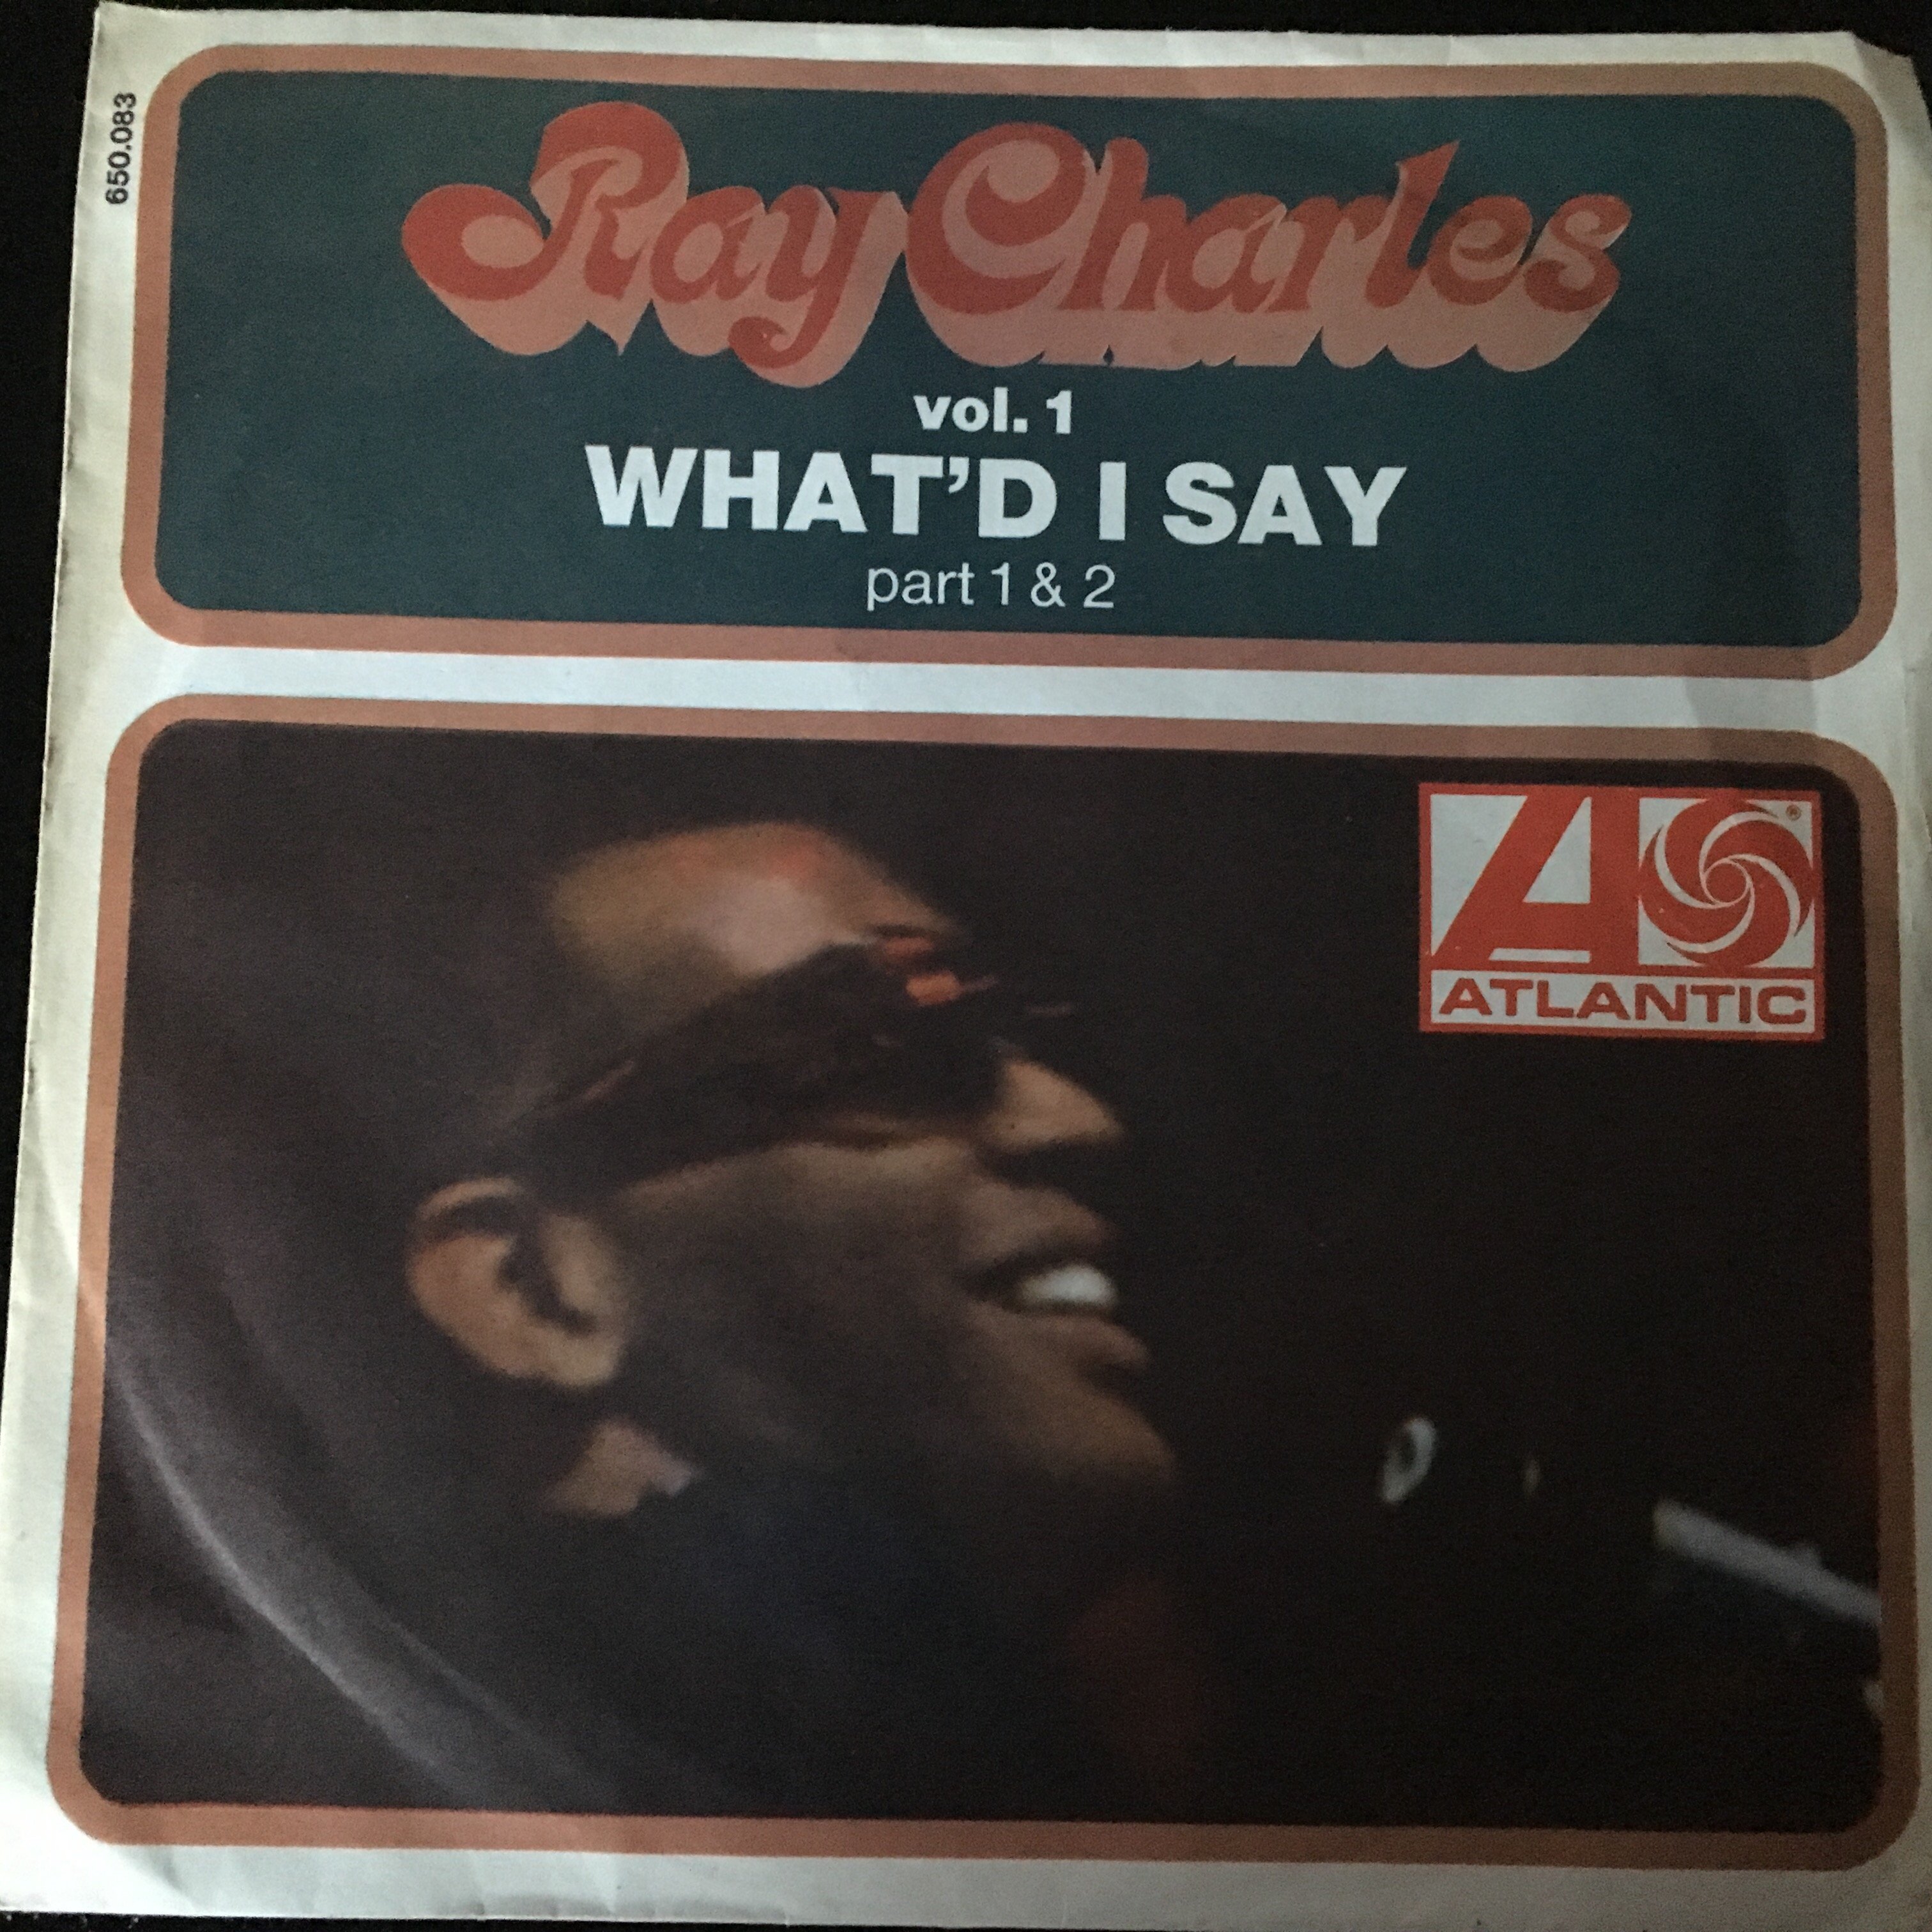 650.083
Ray Charles
vol. 1
WHAT'D I SAY
part 1 & 2
A
®
ATLANTIC